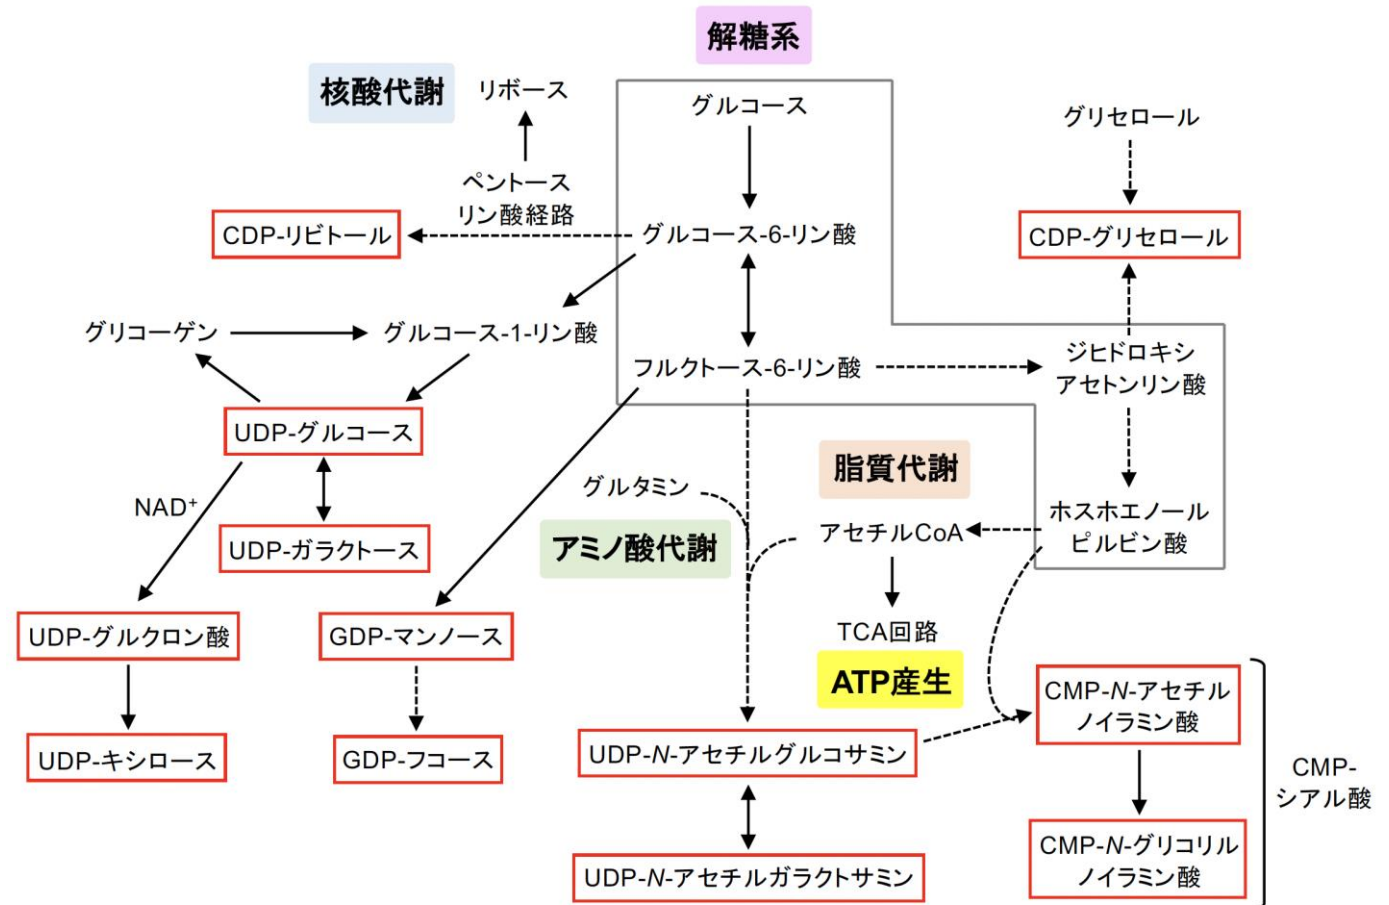 解糖系
核酸代謝
リボース
グルコース
グリセロール
ペントース
リン酸経路
CDP-リビトール
グルコース-6-リン酸
CDP-グリセロール
グリコーゲン
グルコース-1-リン酸
フルクトース-6-リン酸
ジヒドロキシ
アセトンリン酸
UDP-グルコース
脂質代謝
グルタミン
NAD⁺
アセチルCoA
ホスホエノール
ピルビン酸
UDP-ガラクトース
アミノ酸代謝
UDP-グルクロン酸
GDP-マンノース
TCA回路
ATP産生
CMP-N-アセチル
ノイラミン酸
UDP-キシロース
GDP-フコース
UDP-N-アセチルグルコサミン
CMP-
シアル酸
UDP-N-アセチルガラクトサミン
CMP-N-グリコリル
ノイラミン酸